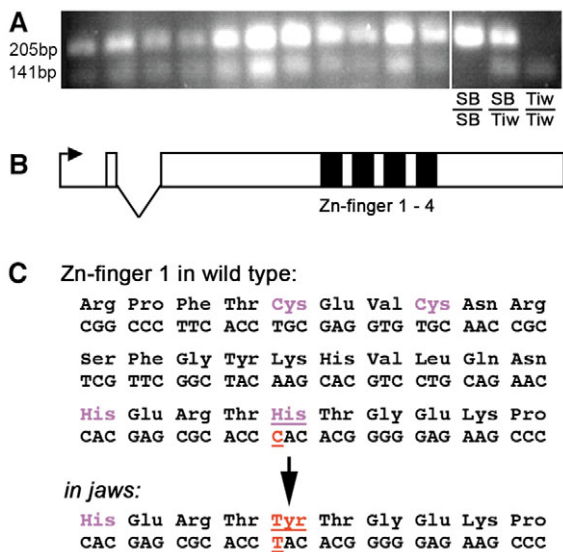 A
205bp
141bp
SB SB Tiw
SB Tiw Tiw
B
Zn-finger 1 - 4
C Zn-finger 1 in wild type:
Arg Pro Phe Thr Cys Glu Val Cys Asn Arg
CGG CCC TTC ACC TGC GAG GTG TGC AAC CGC
Ser Phe Gly Tyr Lys His Val Leu Gln Asn
TCG TTC GGC TAC AAG CAC GTC CTG CAG AAC
His Glu Arg Thr His Thr Gly Glu Lys Pro
CAC GAG CGC ACC CAC ACG GGG GAG AAG CCC
in jaws:
His Glu Arg Thr Tyr Thr Gly Glu Lys Pro
CAC GAG CGC ACC TAC ACG GGG GAG AAG CCC